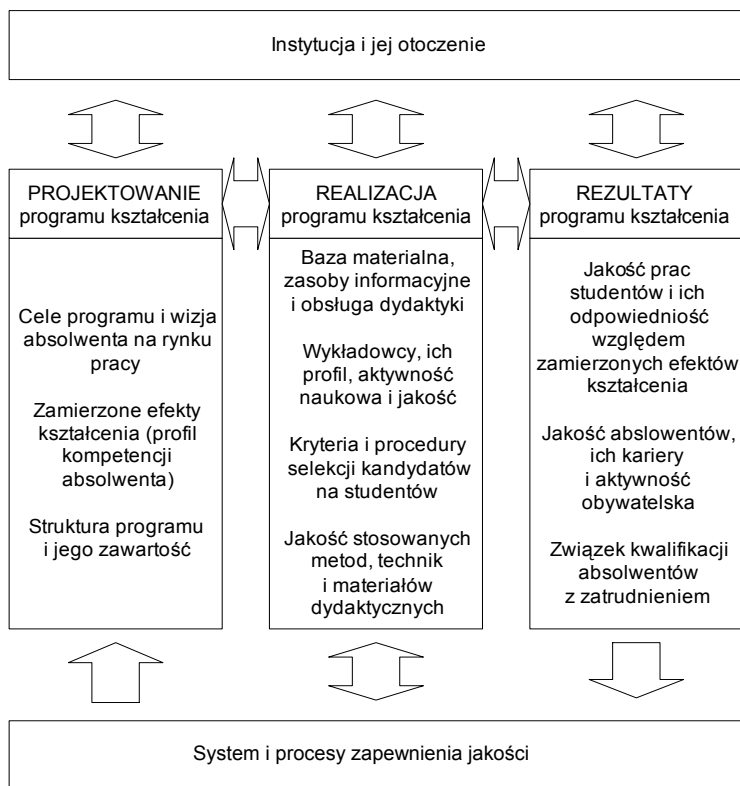 Instytucja i jej otoczenie
PROJEKTOWANIE
programu kształcenia
Cele programu i wizja
absolwenta na rynku
pracy
Zamierzone efekty
kształcenia (profil
kompetencji
absolwenta)
Struktura programu
i jego zawartość
REALIZACJA
programu kształcenia
Baza materialna,
zasoby informacyjne
i obsługa dydaktyki
Wykładowcy, ich
profil, aktywność
naukowa i jakość
Kryteria i procedury
selekcji kandydatów
na studentów
Jakość stosowanych
metod, technik
i materiałów
dydaktycznych
REZULTATY
programu kształcenia
Jakość prac
studentów i ich
odpowiedniość
względem
zamierzonych efektów
kształcenia
Jakość abslowentów,
ich kariery
i aktywność
obywatelska
Związek kwalifikacji
absolwentów
z zatrudnieniem
System i procesy zapewnienia jakości